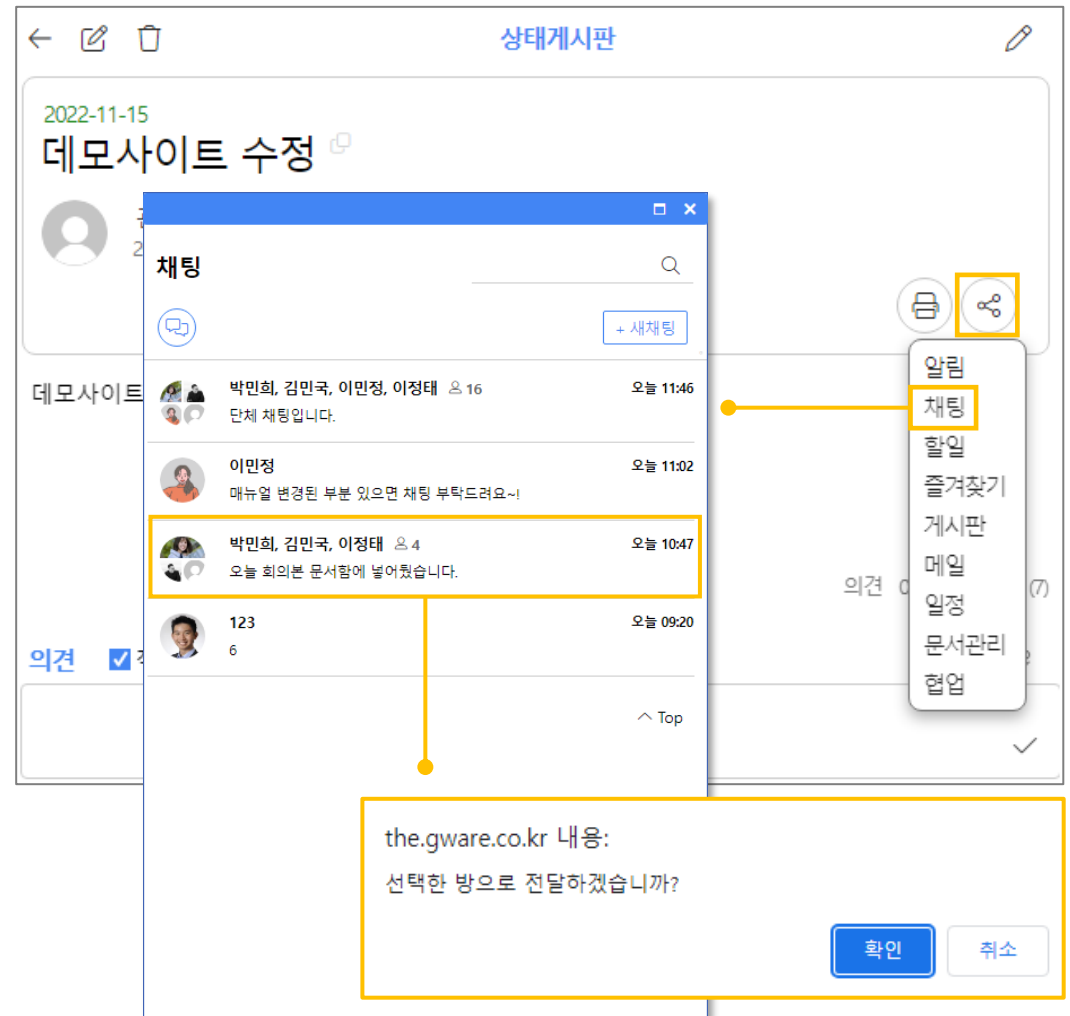 상태게시판
2022-11-15
데모사이트 수정
채팅
+ 새채팅
박민희, 김민국, 이민정, 이정태 16
오늘 11:46
단체 채팅입니다.
이민정
오늘 11:02
매뉴얼 변경된 부분 있으면 채팅 부탁드려요~!
박민희, 김민국, 이정태 4
오늘 10:47
오늘 회의본 문서함에 넣어뒀습니다.
123
오늘 09:20
6
Top
데모사이트
알림
채팅
할일
즐겨찾기
게시판
메일
일정
문서관리
협업
의견
(7)
의견
the.gware.co.kr 내용:
선택한 방으로 전달하겠습니까?
확인
취소